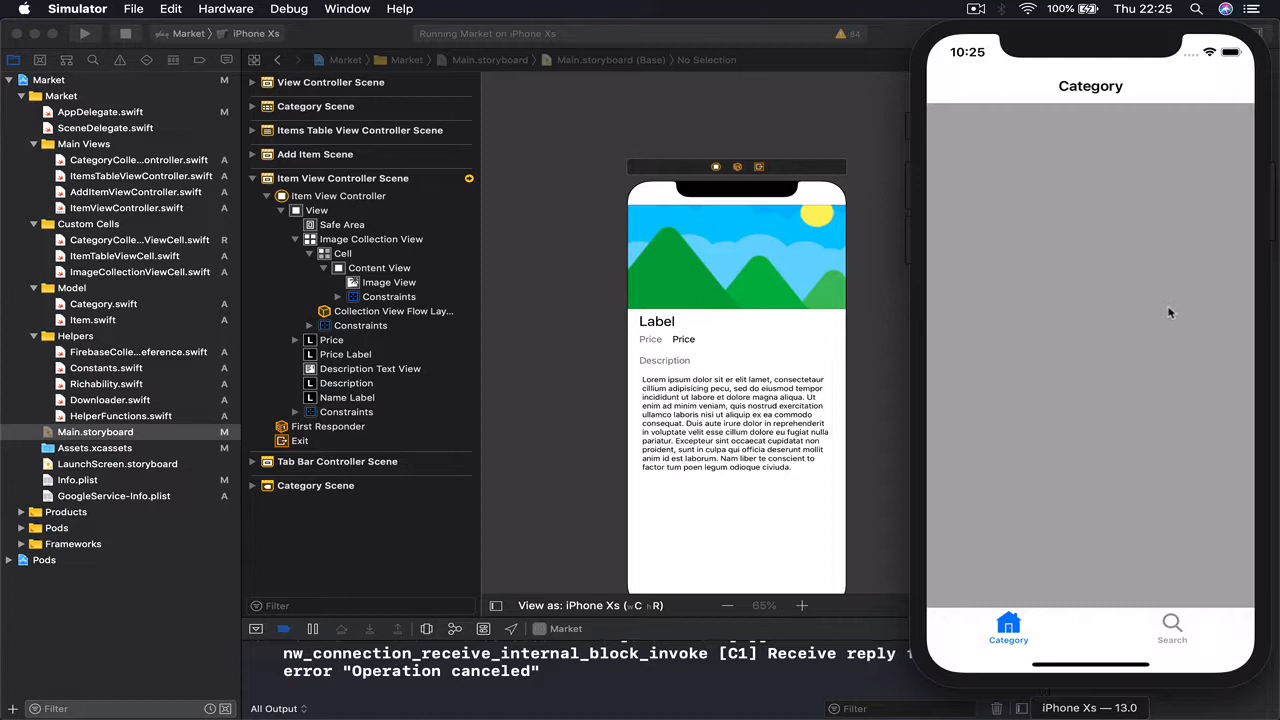 Simulator File Edit Hardware Debug Window Help 100% Thu 22:25
Market iPhone Xs Running Market on iPhone Xs 54
Market Market Main.storyboard Main.storyboard (Base) No Selection
Market M
Market
AppDelegate.swift M
SceneDelegate.swift
Main Views
CategoryColle...ontroller.swift A
ItemsTableViewController.swift A
AddItemViewController.swift A
ItemViewController.swift A
Custom Cells
CategoryColle...ViewCell.swift R
ItemTableViewCell.swift A
ImageCollectionViewCell.swift A
Model
Category.swift A
Item.swift A
Helpers
FirebaseColle...eference.swift A
Constants.swift A
Richability.swift A
Downloader.swift A
HelperFunctions.swift A
Main.storyboard M
Assets.xcassets M
LaunchScreen.storyboard
Info.plist M
GoogleService-Info.plist A
Products
Pods
Frameworks
Pods
Filter
View Controller Scene
Category Scene
Items Table View Controller Scene
Add Item Scene
Item View Controller Scene
Item View Controller
View
Safe Area
Image Collection View
Cell
Content View
Image View
Constraints
Collection View Flow Lay...
Constraints
Price
Price Label
Description Text View
Description
Name Label
Constraints
First Responder
Exit
Tab Bar Controller Scene
Category Scene
Filter
Label
Price Price
Description
Lorem ipsum dolor sit er elit lamet, consectetaur
cillium adipisicing pecu, sed do eiusmod tempor
incididunt ut labore et dolore magna aliqua. Ut
enim ad minim veniam, quis nostrud exercitation
ullamco laboris nisi ut aliquip ex ea commodo
consequat. Duis aute irure dolor in reprehenderit
in voluptate velit esse cillum dolore eu fugiat nulla
pariatur. Excepteur sint occaecat cupidatat non
proident, sunt in culpa qui officia deserunt mollit
anim id est laborum. Nam liber te conscient to
factor tum poen legum odioque civiuda.
View as: iPhone Xs (wC hR) 65%
Market
nw_connection_receive_internal_block_invoke [C1] Receive reply
error "Operation canceled"
All Output Filter
10:25
Category
Category Search
iPhone Xs — 13.0